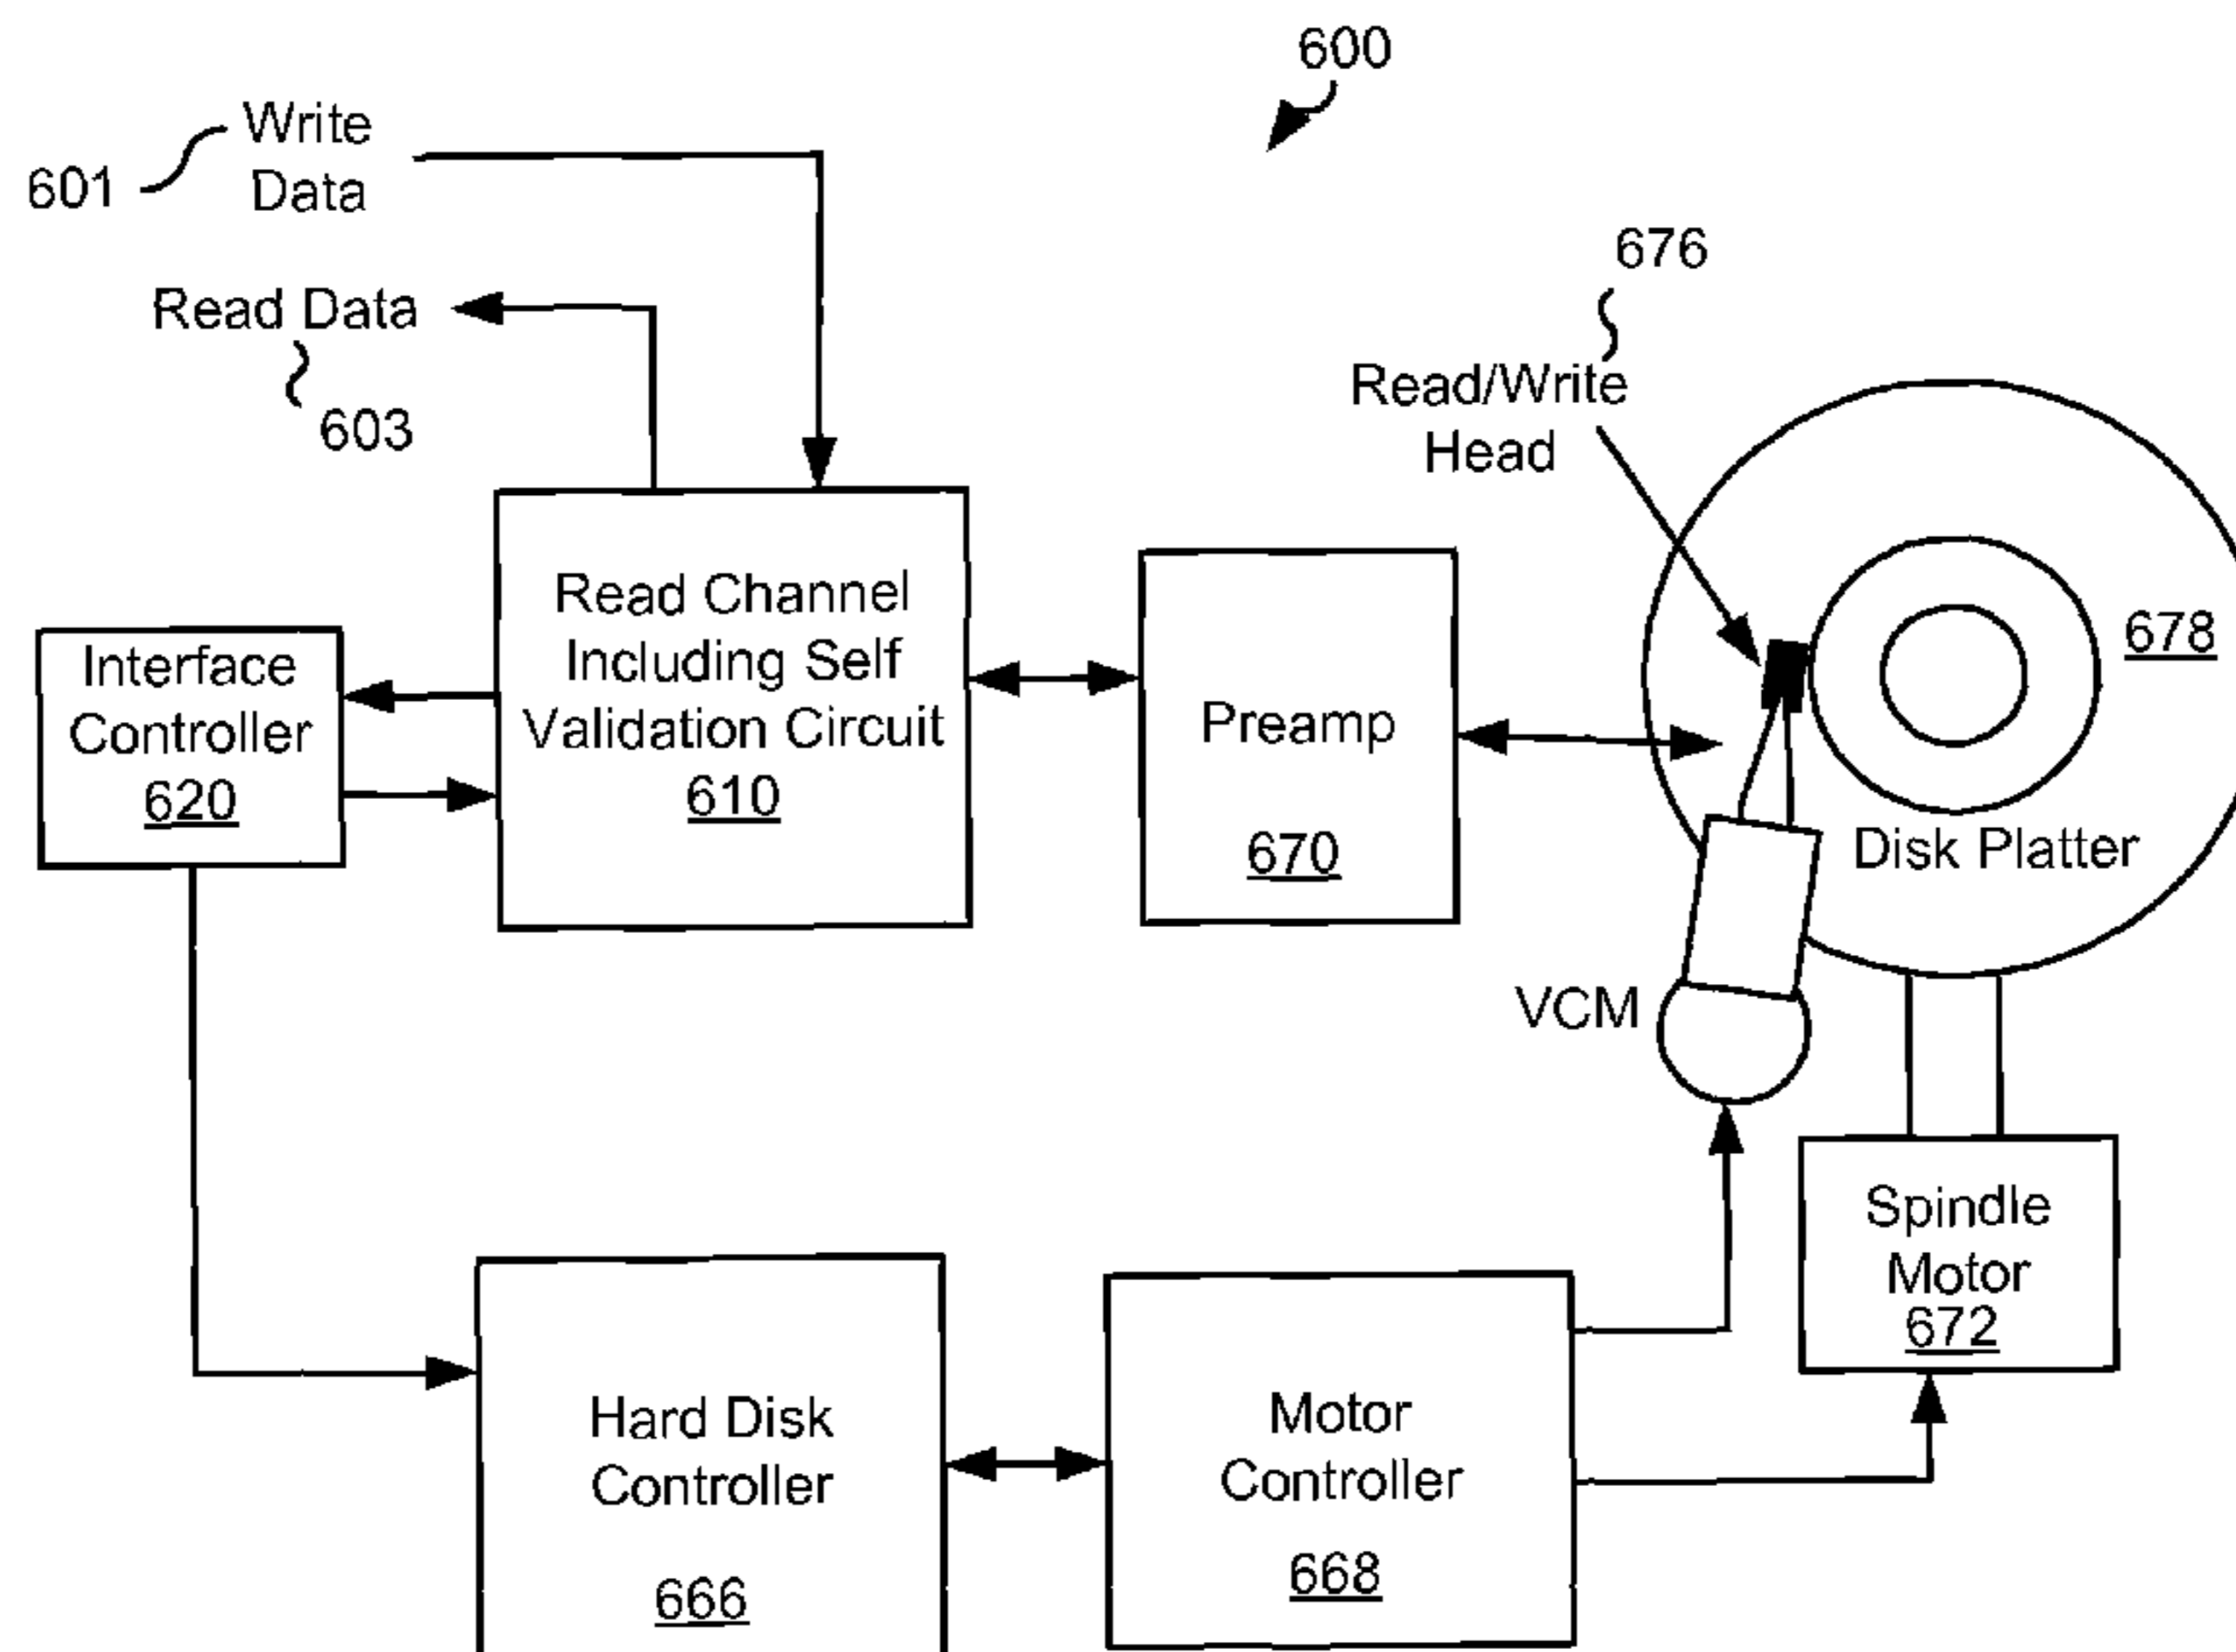 600
Write
Data
601
Read Data
603
676
Read/Write
Head
Read Channel
Including Self
Validation Circuit
610
Interface
Controller
620
Preamp
670
678
Disk Platter
VCM
Spindle
Motor
672
Hard Disk
Controller
666
Motor
Controller
668